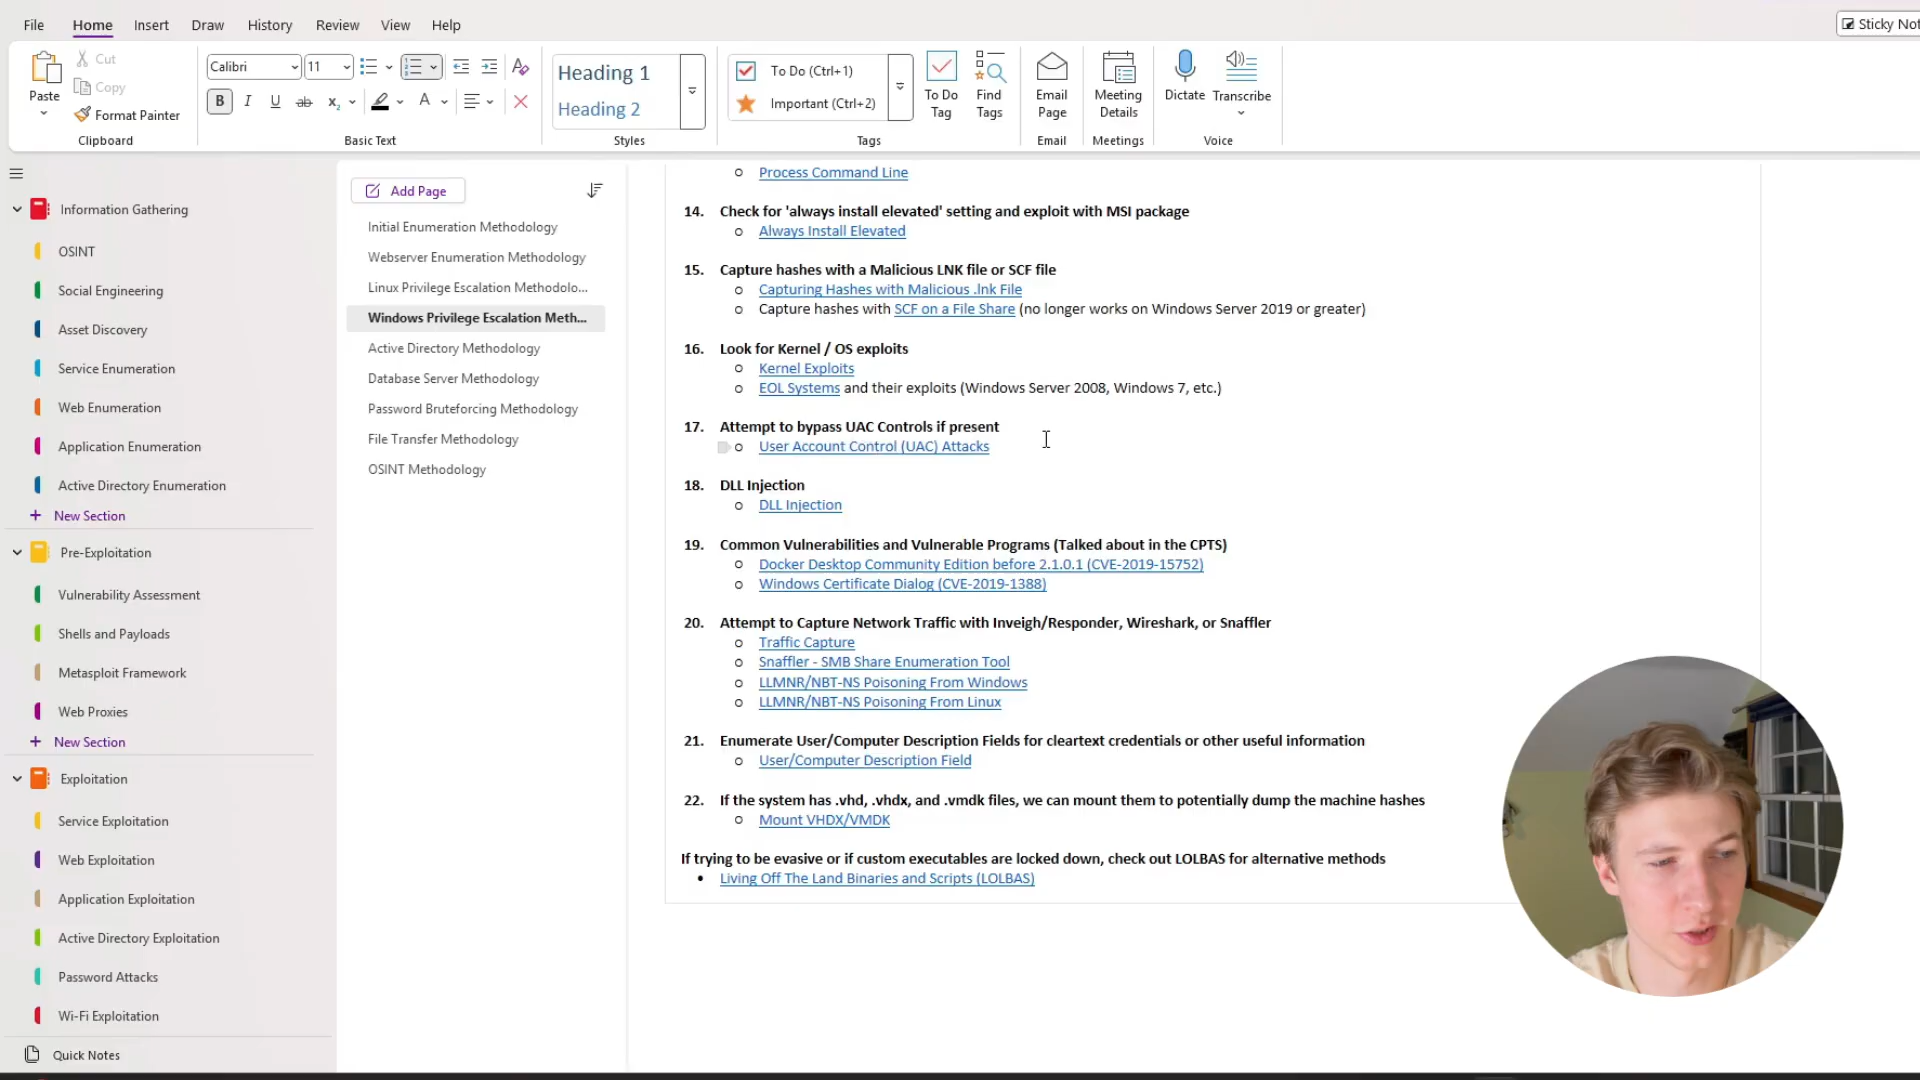 File Home Insert Draw History Review View Help
Sticky Not
Paste
Cut
Copy
Format Painter
Clipboard
Calibri 11
B I U ab x₂ A
Basic Text
Heading 1
Heading 2
Styles
To Do (Ctrl+1)
Important (Ctrl+2)
Tags
To Do Tag
Find Tags
Email Page
Email
Meeting Details
Meetings
Dictate
Transcribe
Voice
Information Gathering
OSINT
Social Engineering
Asset Discovery
Service Enumeration
Web Enumeration
Application Enumeration
Active Directory Enumeration
+ New Section
Pre-Exploitation
Vulnerability Assessment
Shells and Payloads
Metasploit Framework
Web Proxies
+ New Section
Exploitation
Service Exploitation
Web Exploitation
Application Exploitation
Active Directory Exploitation
Password Attacks
Wi-Fi Exploitation
Quick Notes
Add Page
Initial Enumeration Methodology
Webserver Enumeration Methodology
Linux Privilege Escalation Methodolo...
Windows Privilege Escalation Meth...
Active Directory Methodology
Database Server Methodology
Password Bruteforcing Methodology
File Transfer Methodology
OSINT Methodology
o Process Command Line
14. Check for 'always install elevated' setting and exploit with MSI package
o Always Install Elevated
15. Capture hashes with a Malicious LNK file or SCF file
o Capturing Hashes with Malicious .lnk File
o Capture hashes with SCF on a File Share (no longer works on Windows Server 2019 or greater)
16. Look for Kernel / OS exploits
o Kernel Exploits
o EOL Systems and their exploits (Windows Server 2008, Windows 7, etc.)
17. Attempt to bypass UAC Controls if present
o User Account Control (UAC) Attacks
18. DLL Injection
o DLL Injection
19. Common Vulnerabilities and Vulnerable Programs (Talked about in the CPTS)
o Docker Desktop Community Edition before 2.1.0.1 (CVE-2019-15752)
o Windows Certificate Dialog (CVE-2019-1388)
20. Attempt to Capture Network Traffic with Inveigh/Responder, Wireshark, or Snaffler
o Traffic Capture
o Snaffler - SMB Share Enumeration Tool
o LLMNR/NBT-NS Poisoning From Windows
o LLMNR/NBT-NS Poisoning From Linux
21. Enumerate User/Computer Description Fields for cleartext credentials or other useful information
o User/Computer Description Field
22. If the system has .vhd, .vhdx, and .vmdk files, we can mount them to potentially dump the machine hashes
o Mount VHDX/VMDK
If trying to be evasive or if custom executables are locked down, check out LOLBAS for alternative methods
• Living Off The Land Binaries and Scripts (LOLBAS)